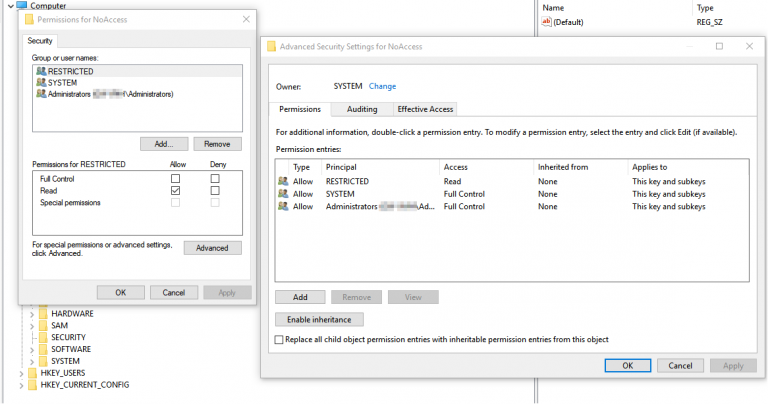 Computer
Name
Type
(Default)
REG_SZ
Permissions for NoAccess
Security
Group or user names:
RESTRICTED
SYSTEM
Administrators \Administrators)
Add...
Remove
Permissions for RESTRICTED
Allow
Deny
Full Control
Read
Special permissions
For special permissions or advanced settings,
click Advanced.
Advanced
OK
Cancel
Apply
HARDWARE
SAM
SECURITY
SOFTWARE
SYSTEM
HKEY_USERS
HKEY_CURRENT_CONFIG
Advanced Security Settings for NoAccess
Owner:
SYSTEM Change
Permissions
Auditing
Effective Access
For additional information, double-click a permission entry. To modify a permission entry, select the entry and click Edit (if available).
Permission entries:
Type Principal Access Inherited from Applies to
Allow RESTRICTED Read None This key and subkeys
Allow SYSTEM Full Control None This key and subkeys
Allow Administrators \Ad... Full Control None This key and subkeys
Add
Remove
View
Enable inheritance
Replace all child object permission entries with inheritable permission entries from this object
OK
Cancel
Apply